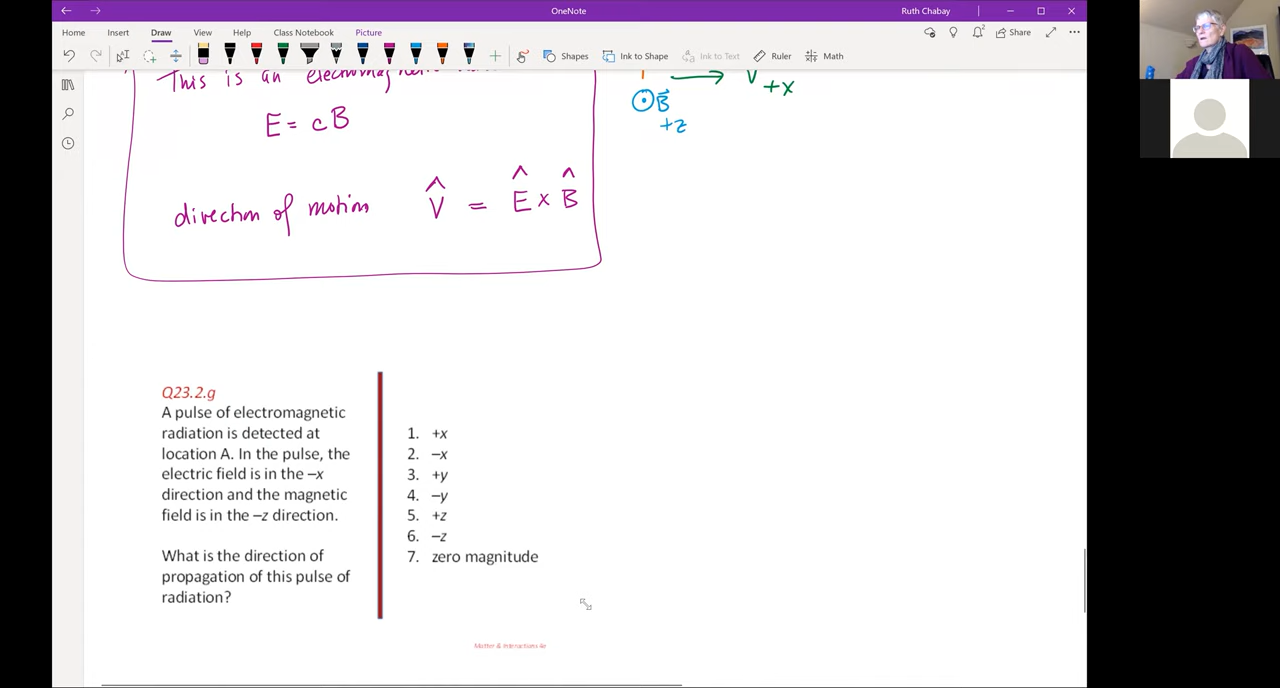 OneNote
Ruth Chabay
Home Insert Draw View Help Class Notebook Picture
Share
Shapes Ink to Shape Ink to Text Ruler Math
This is an electromagnetic
V +x
B
+z
E = cB
direction of motion V̂ = Ê x B̂
Q23.2.g
A pulse of electromagnetic
radiation is detected at
location A. In the pulse, the
electric field is in the –x
direction and the magnetic
field is in the –z direction.
What is the direction of
propagation of this pulse of
radiation?
1. +x
2. –x
3. +y
4. –y
5. +z
6. –z
7. zero magnitude
Matter & Interactions 4e